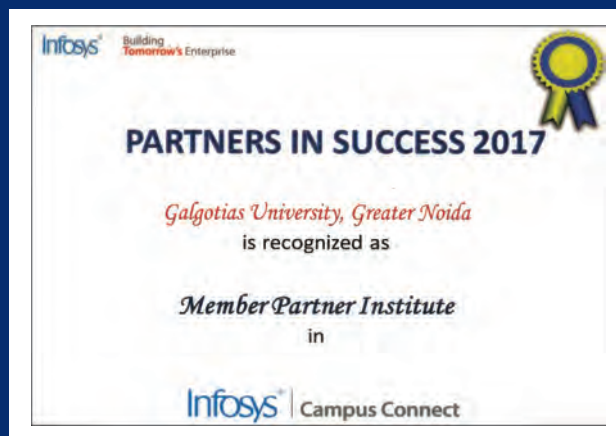 Infosys®
Building
Tomorrow's Enterprise
PARTNERS IN SUCCESS 2017
Galgotias University, Greater Noida
is recognized as
Member Partner Institute
in
Infosys® | Campus Connect